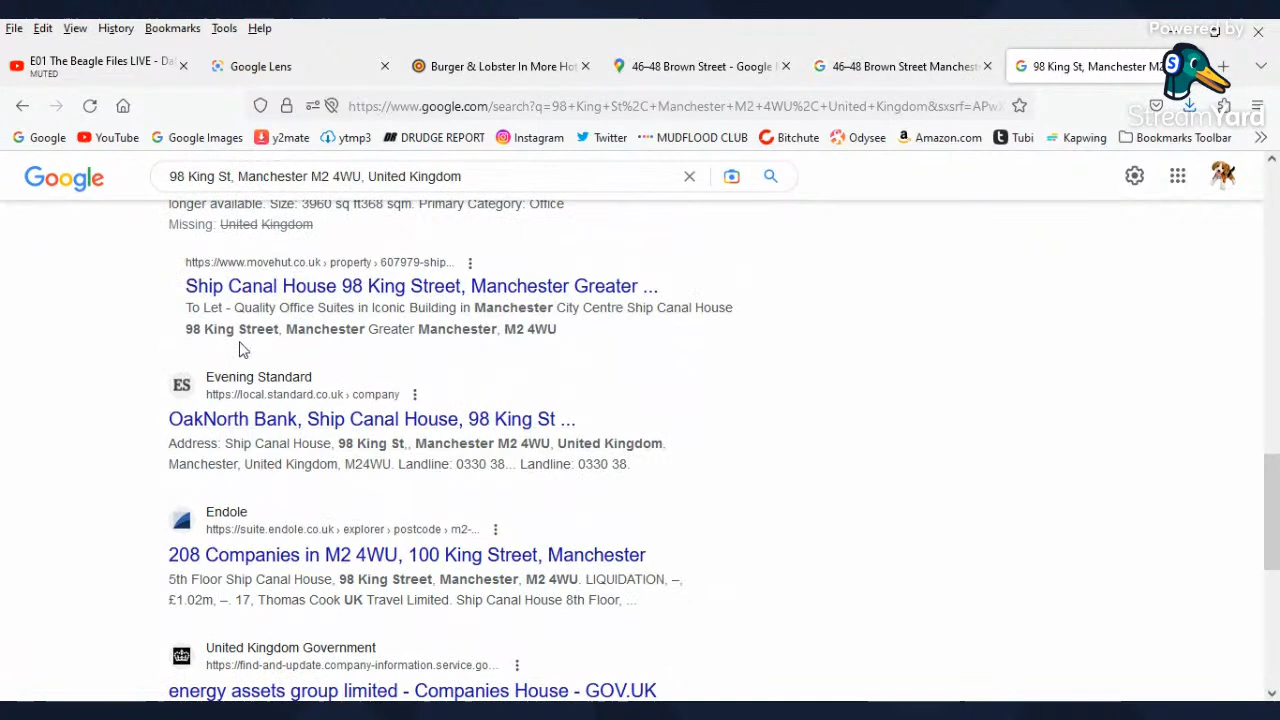 File Edit View History Bookmarks Tools Help
Powered by
E01 The Beagle Files LIVE - Da
MUTED
Google Lens
Burger & Lobster In More Hot
46–48 Brown Street - Google
46–48 Brown Street Manchest
98 King St, Manchester M2
StreamYard
https://www.google.com/search?q=98+King+St%2C+Manchester+M2+4WU%2C+United+Kingdom&sxsrf=APw
Google YouTube Google Images y2mate ytmp3 DRUDGE REPORT Instagram Twitter MUDFLOOD CLUB Bitchute Odysee Amazon.com Tubi Kapwing Bookmarks Toolbar
Google
98 King St, Manchester M2 4WU, United Kingdom
longer available. Size: 3960 sq ft368 sqm. Primary Category: Office
Missing: United Kingdom
https://www.movehut.co.uk › property › 607979-ship...
Ship Canal House 98 King Street, Manchester Greater ...
To Let - Quality Office Suites in Iconic Building in Manchester City Centre Ship Canal House
98 King Street, Manchester Greater Manchester, M2 4WU
ES
Evening Standard
https://local.standard.co.uk › company
OakNorth Bank, Ship Canal House, 98 King St ...
Address: Ship Canal House, 98 King St,, Manchester M2 4WU, United Kingdom.
Manchester, United Kingdom, M24WU. Landline: 0330 38... Landline: 0330 38.
Endole
https://suite.endole.co.uk › explorer › postcode › m2-...
208 Companies in M2 4WU, 100 King Street, Manchester
5th Floor Ship Canal House, 98 King Street, Manchester, M2 4WU. LIQUIDATION, –,
£1.02m, –. 17, Thomas Cook UK Travel Limited. Ship Canal House 8th Floor, ...
United Kingdom Government
https://find-and-update.company-information.service.go...
energy assets group limited - Companies House - GOV.UK